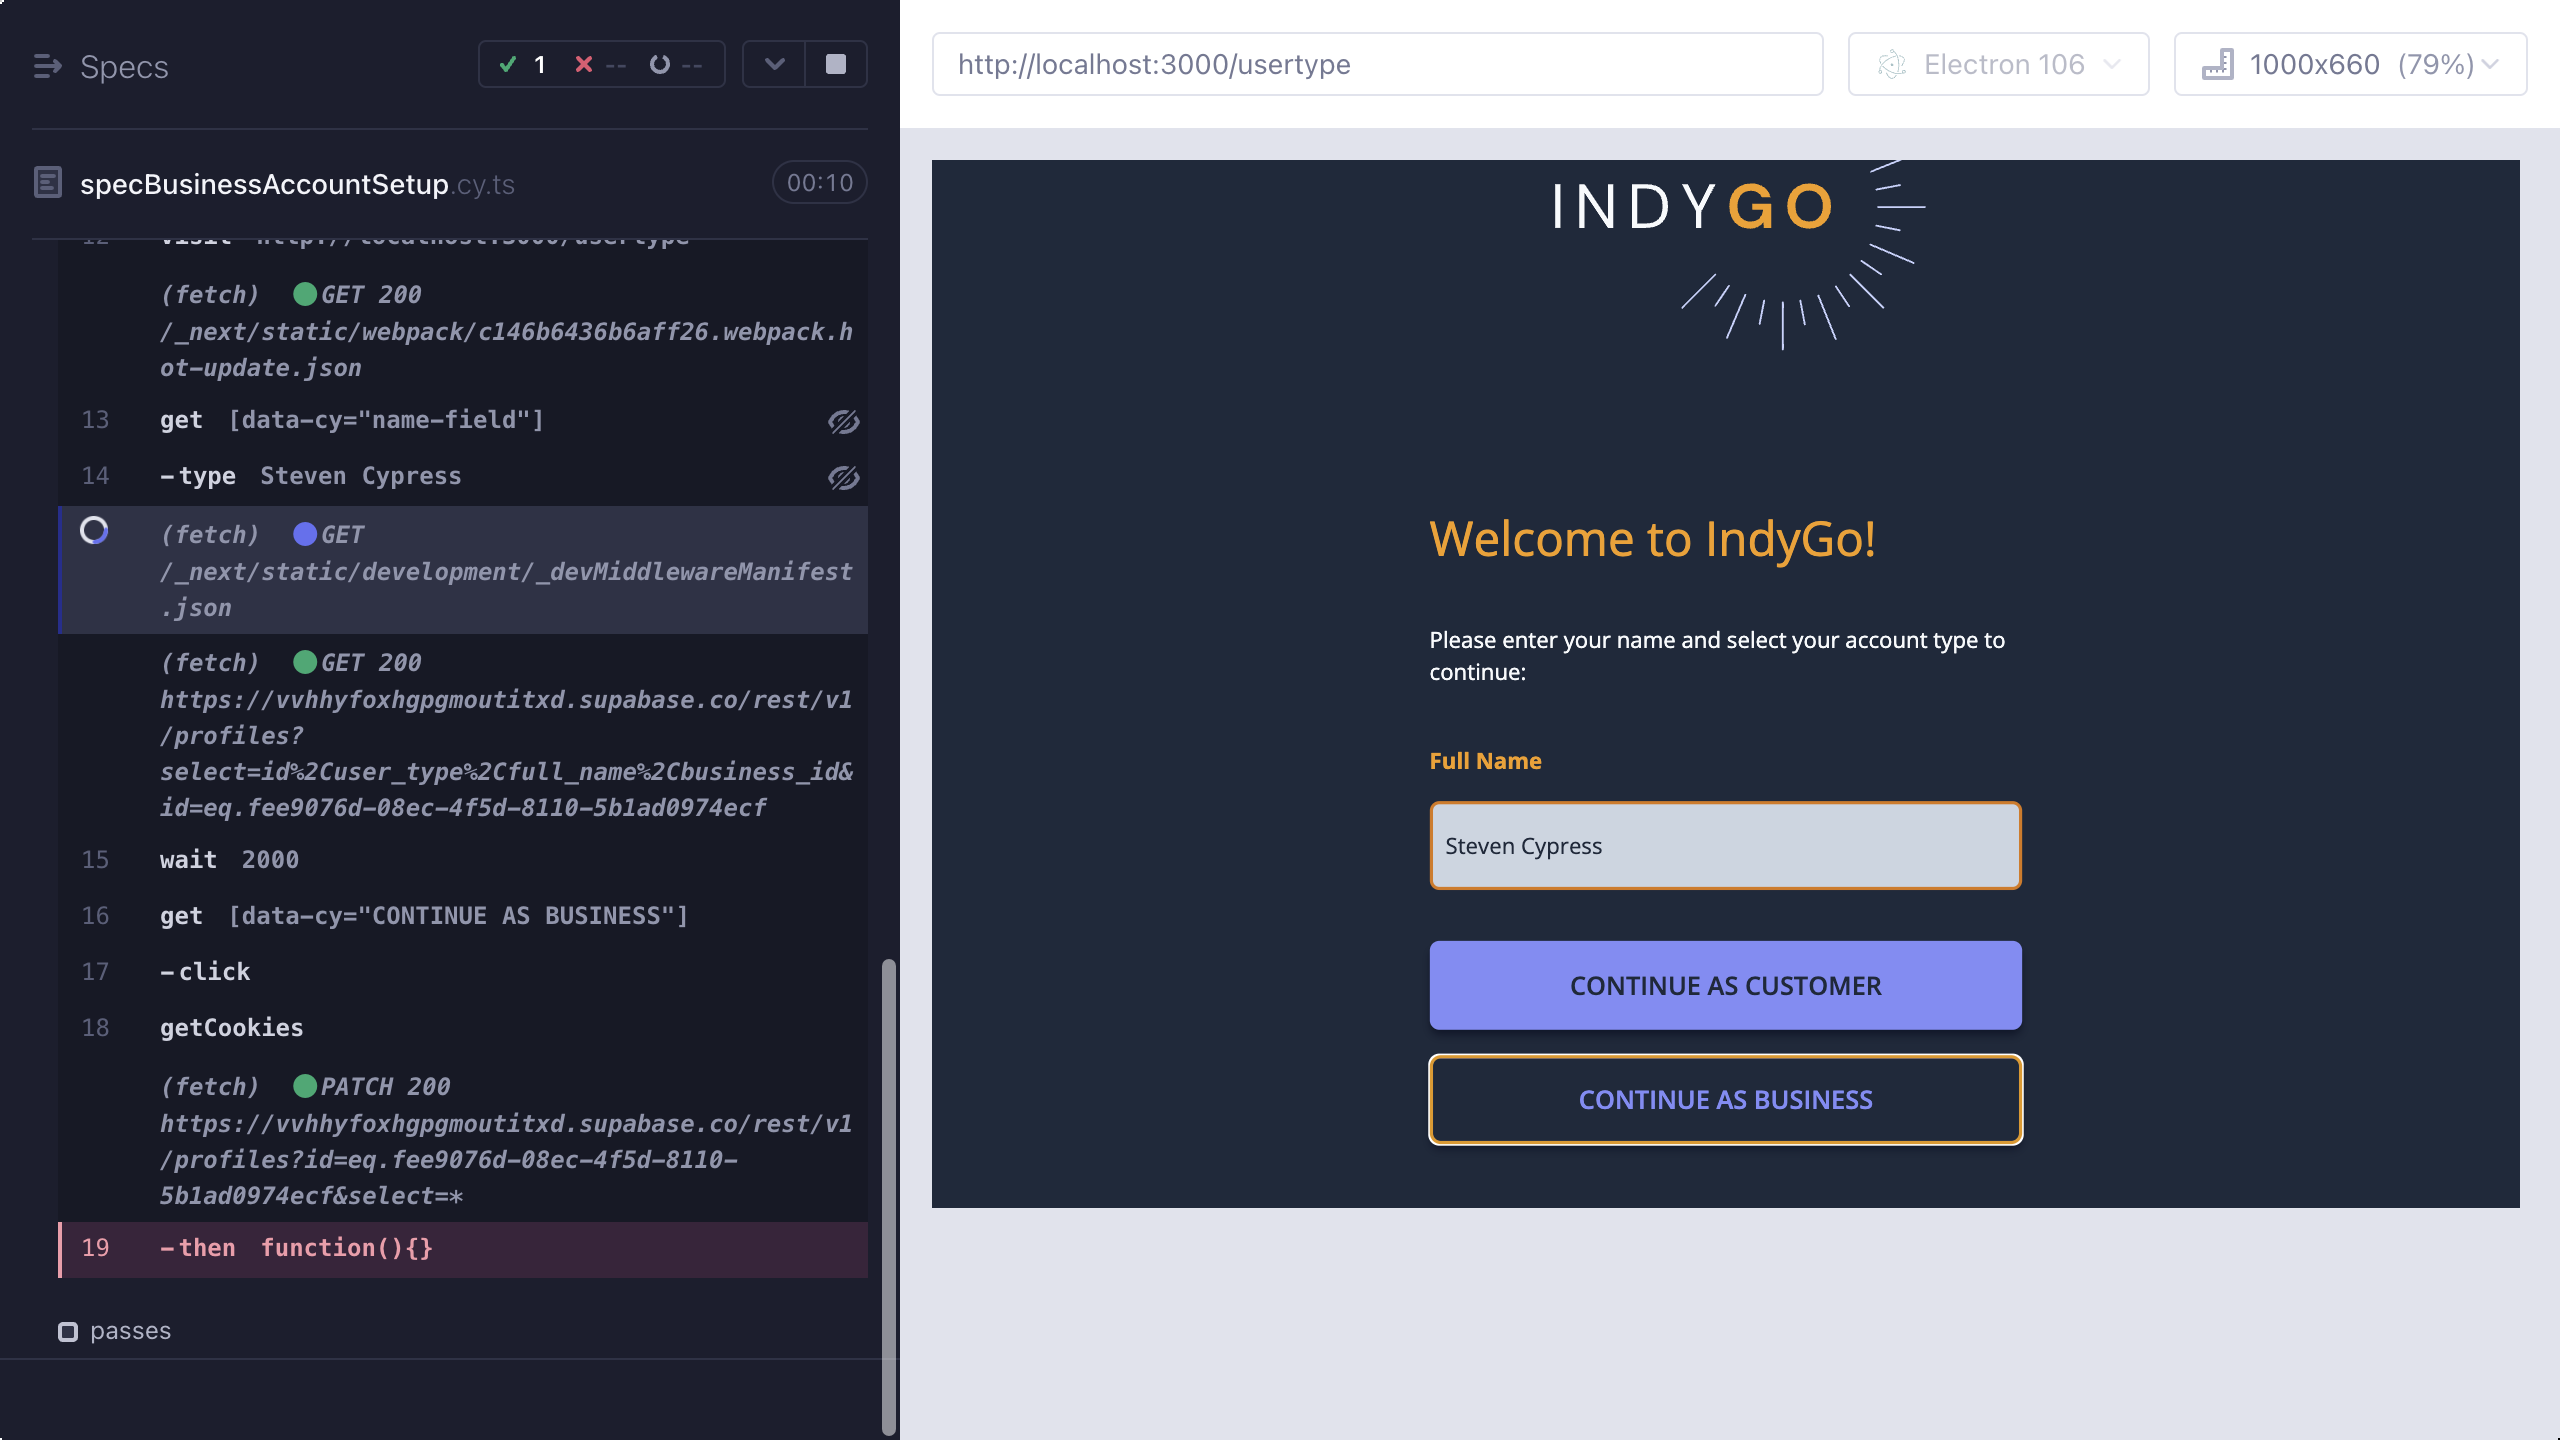 Specs
1 -- --
specBusinessAccountSetup.cy.ts
00:10
12 visit http://localhost:3000/usertype
(fetch) GET 200
/_next/static/webpack/c146b6436b6aff26.webpack.h
ot-update.json
13 get [data-cy="name-field"]
14 -type Steven Cypress
(fetch) GET
/_next/static/development/_devMiddlewareManifest
.json
(fetch) GET 200
https://vvhhyfoxhgpgmoutitxd.supabase.co/rest/v1
/profiles?
select=id%2Cuser_type%2Cfull_name%2Cbusiness_id&
id=eq.fee9076d-08ec-4f5d-8110-5b1ad0974ecf
15 wait 2000
16 get [data-cy="CONTINUE AS BUSINESS"]
17 -click
18 getCookies
(fetch) PATCH 200
https://vvhhyfoxhgpgmoutitxd.supabase.co/rest/v1
/profiles?id=eq.fee9076d-08ec-4f5d-8110-
5b1ad0974ecf&select=*
19 -then function(){}
passes
http://localhost:3000/usertype
Electron 106
1000x660 (79%)
INDYGO
Welcome to IndyGo!
Please enter your name and select your account type to
continue:
Full Name
Steven Cypress
CONTINUE AS CUSTOMER
CONTINUE AS BUSINESS